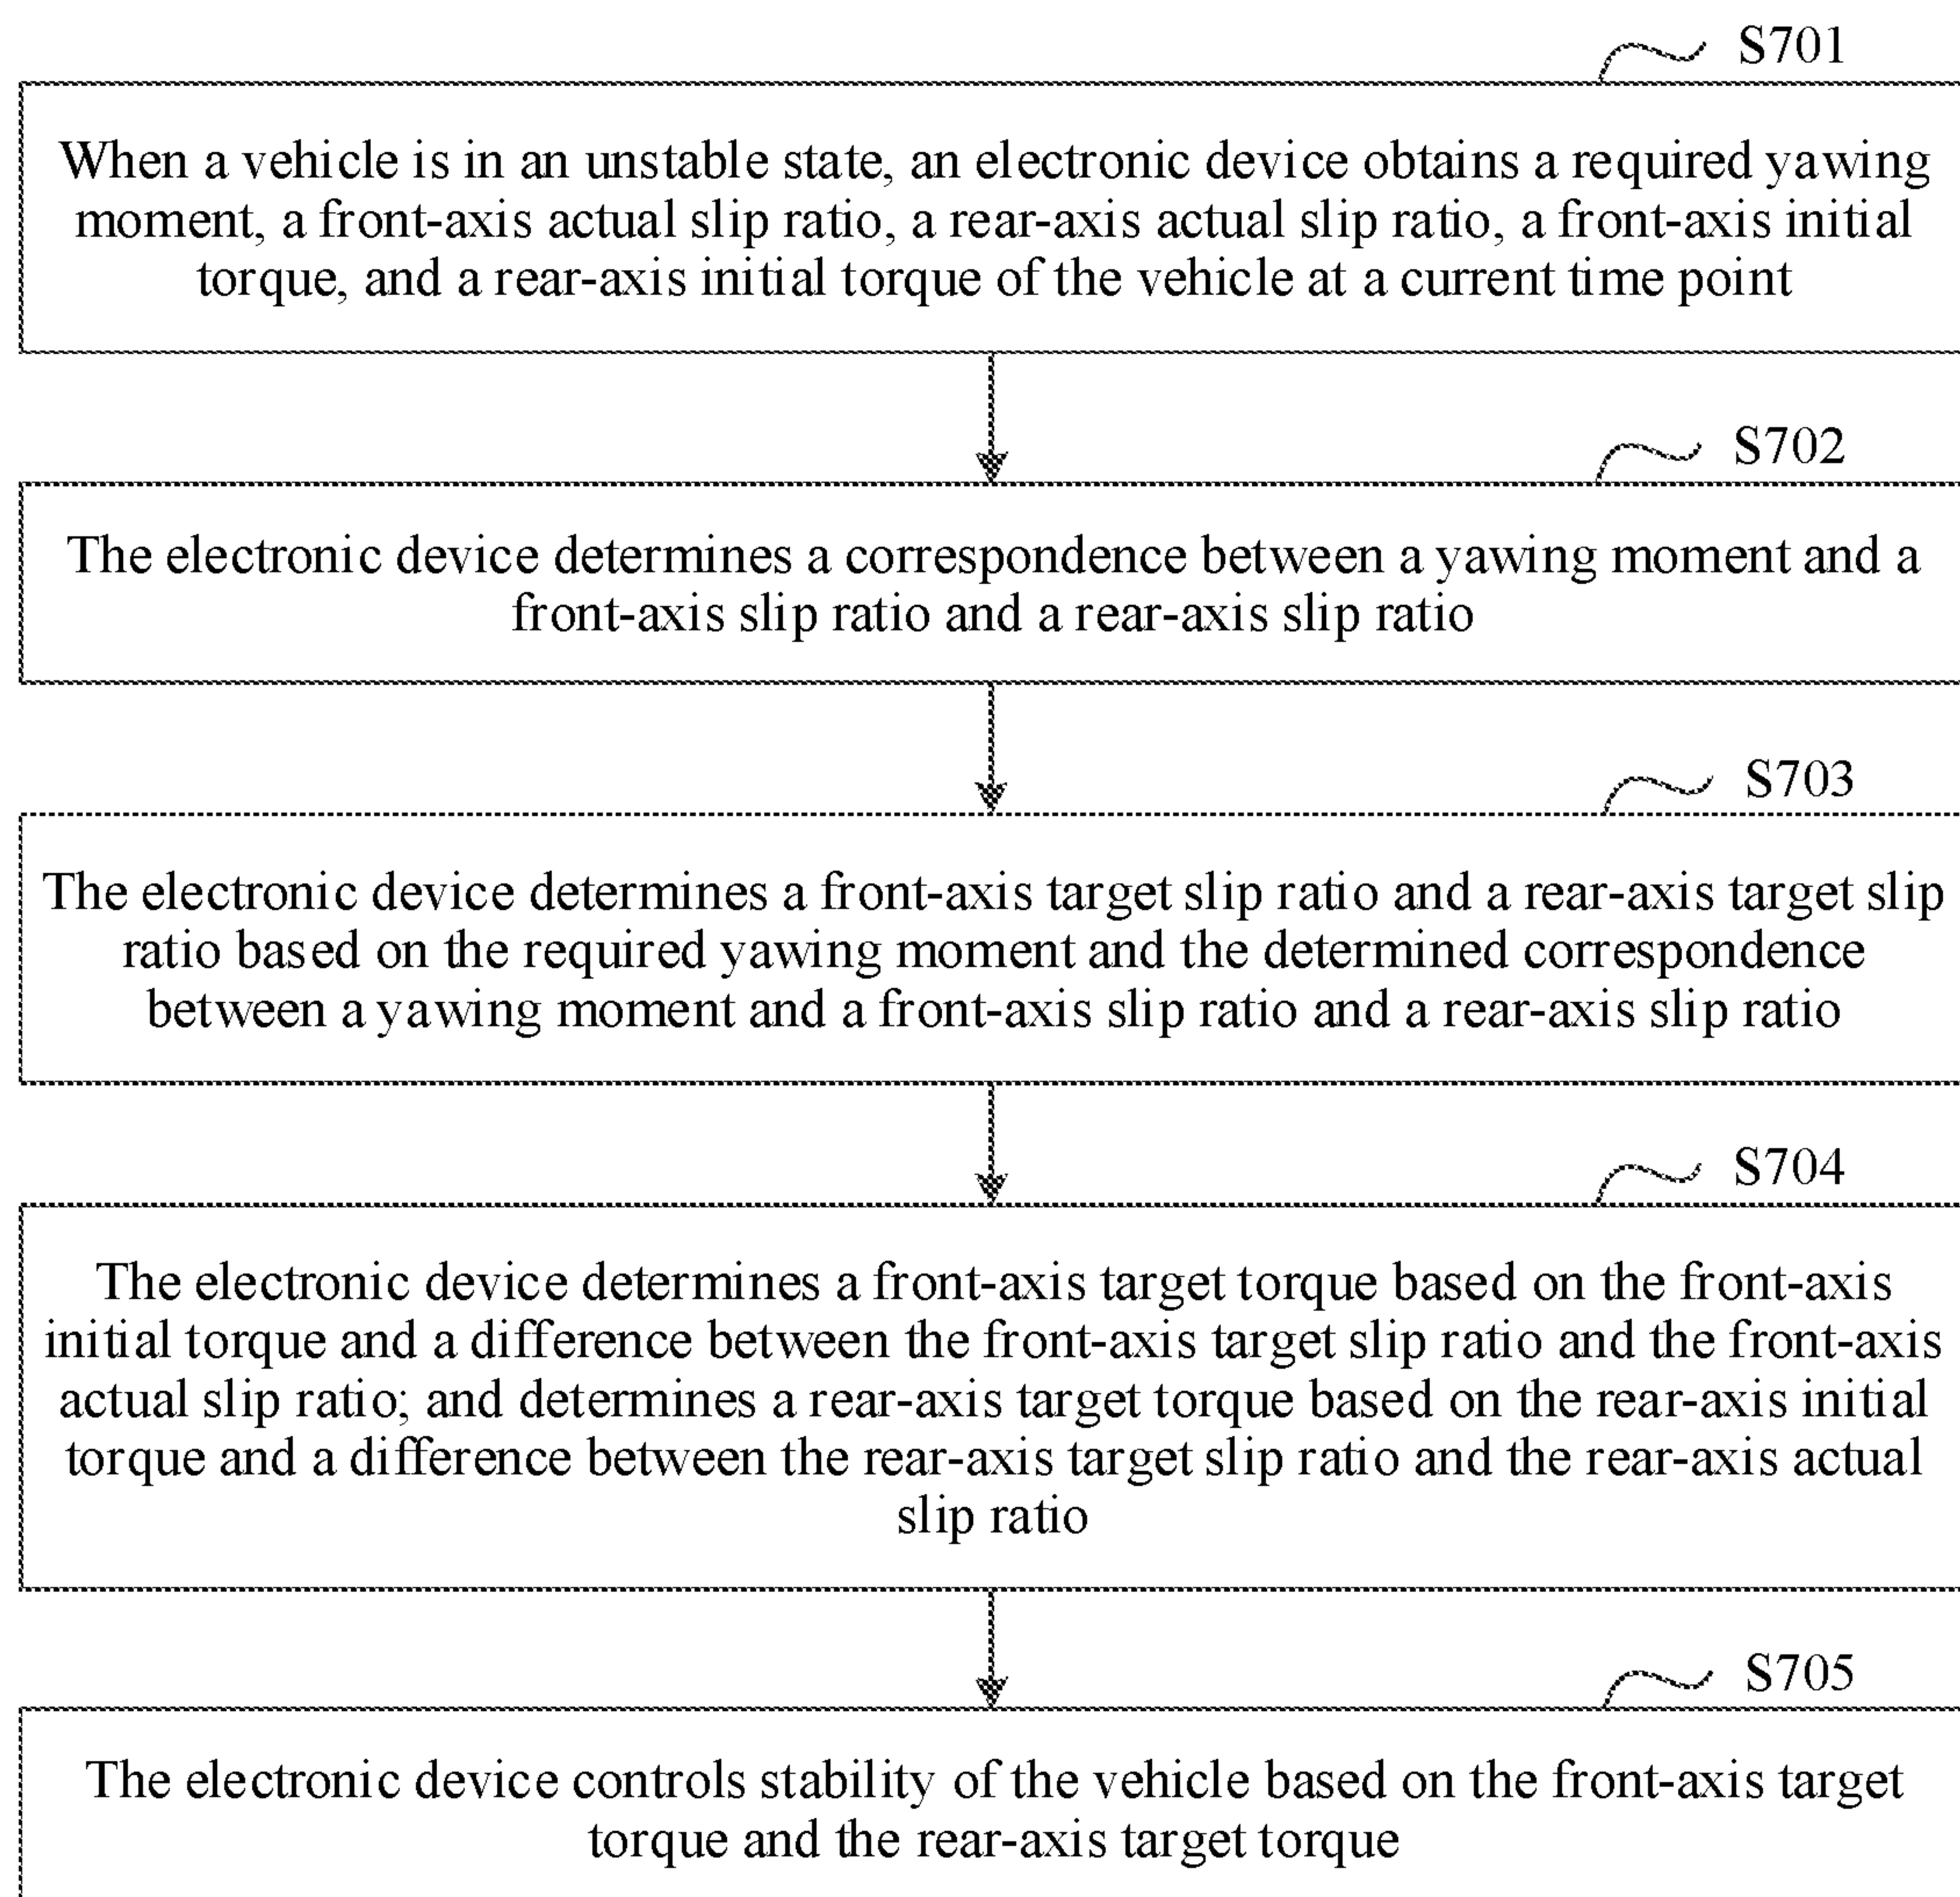 S701
When a vehicle is in an unstable state, an electronic device obtains a required yawing
moment, a front-axis actual slip ratio, a rear-axis actual slip ratio, a front-axis initial
torque, and a rear-axis initial torque of the vehicle at a current time point
S702
The electronic device determines a correspondence between a yawing moment and a
front-axis slip ratio and a rear-axis slip ratio
S703
The electronic device determines a front-axis target slip ratio and a rear-axis target slip
ratio based on the required yawing moment and the determined correspondence
between a yawing moment and a front-axis slip ratio and a rear-axis slip ratio
S704
The electronic device determines a front-axis target torque based on the front-axis
initial torque and a difference between the front-axis target slip ratio and the front-axis
actual slip ratio; and determines a rear-axis target torque based on the rear-axis initial
torque and a difference between the rear-axis target slip ratio and the rear-axis actual
slip ratio
S705
The electronic device controls stability of the vehicle based on the front-axis target
torque and the rear-axis target torque